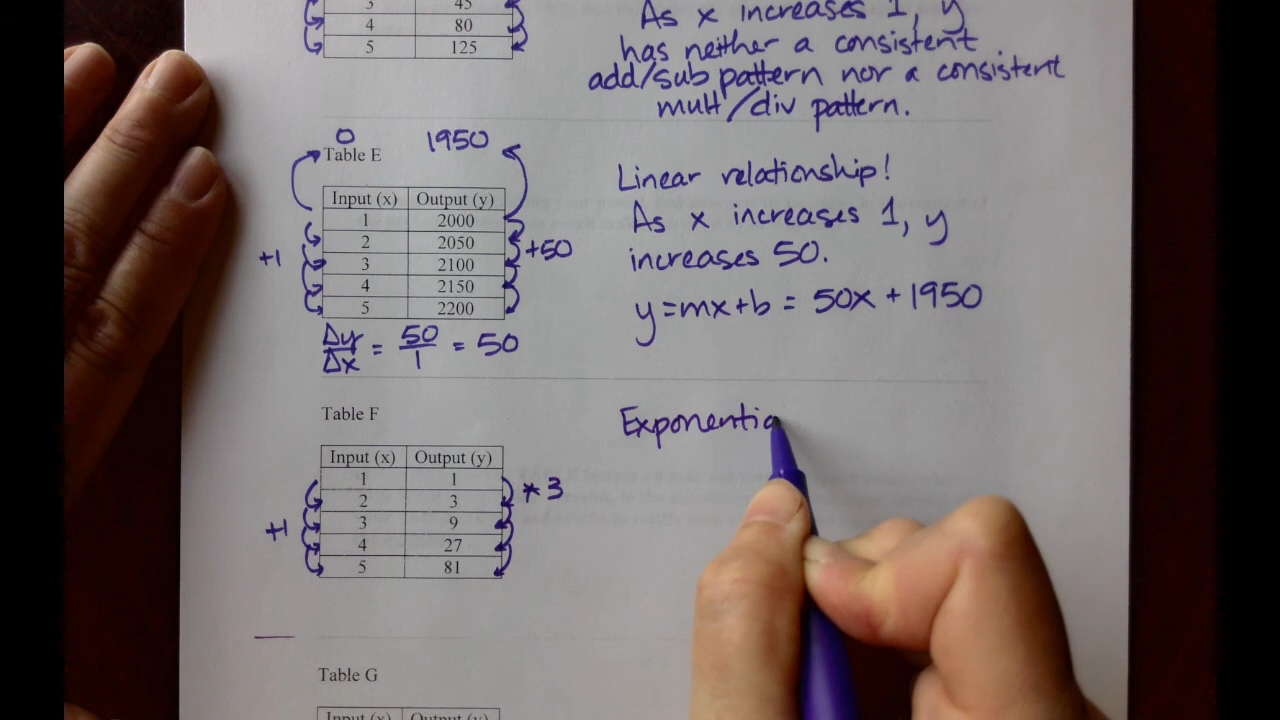 3 45
4 80
5 125
As x increases 1, y
has neither a consistent
add/sub pattern nor a consistent
mult/div pattern.
0 1950
Table E
Input (x) Output (y)
1 2000
2 2050
3 2100
4 2150
5 2200
+1
+50
Δy/Δx = 50/1 = 50
Linear relationship!
As x increases 1, y
increases 50.
y=mx+b = 50x + 1950
Table F
Input (x) Output (y)
1 1
2 3
3 9
4 27
5 81
+1
* 3
Exponentia
Table G
Input (x) Output (y)